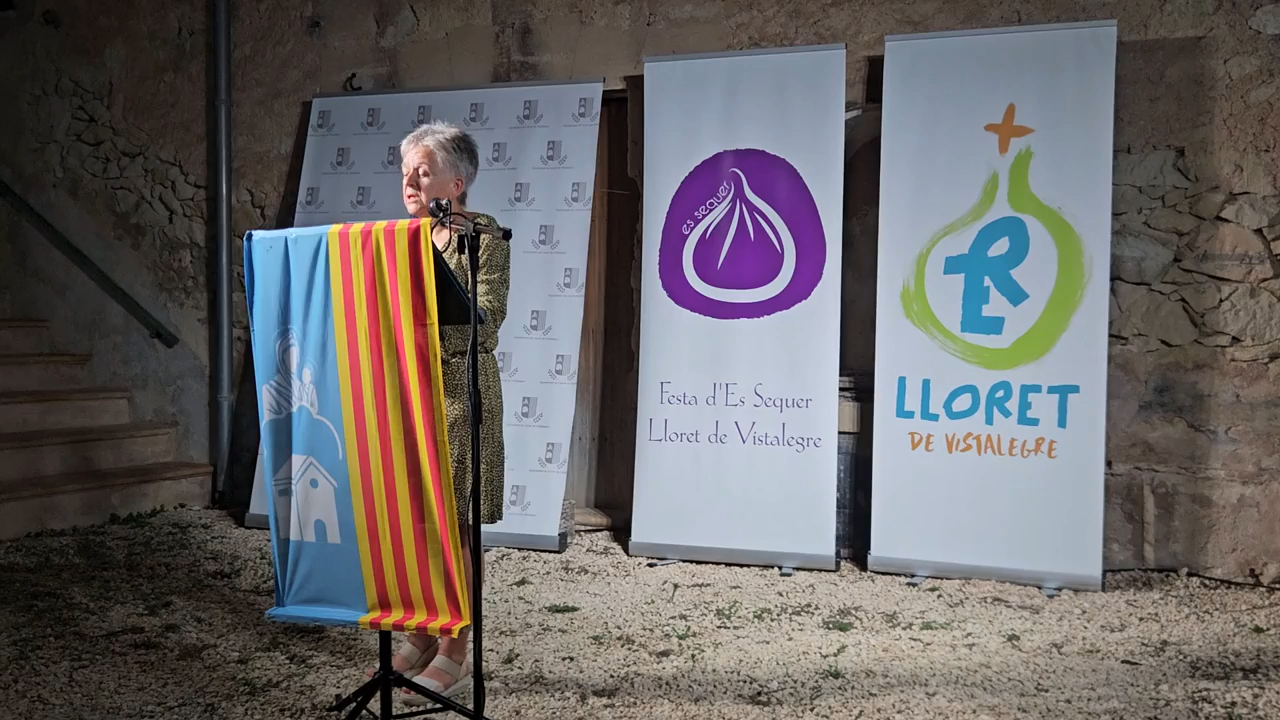 es sequer
Festa d'Es Sequer
Lloret de Vistalegre
LLORET
DE VISTALEGRE